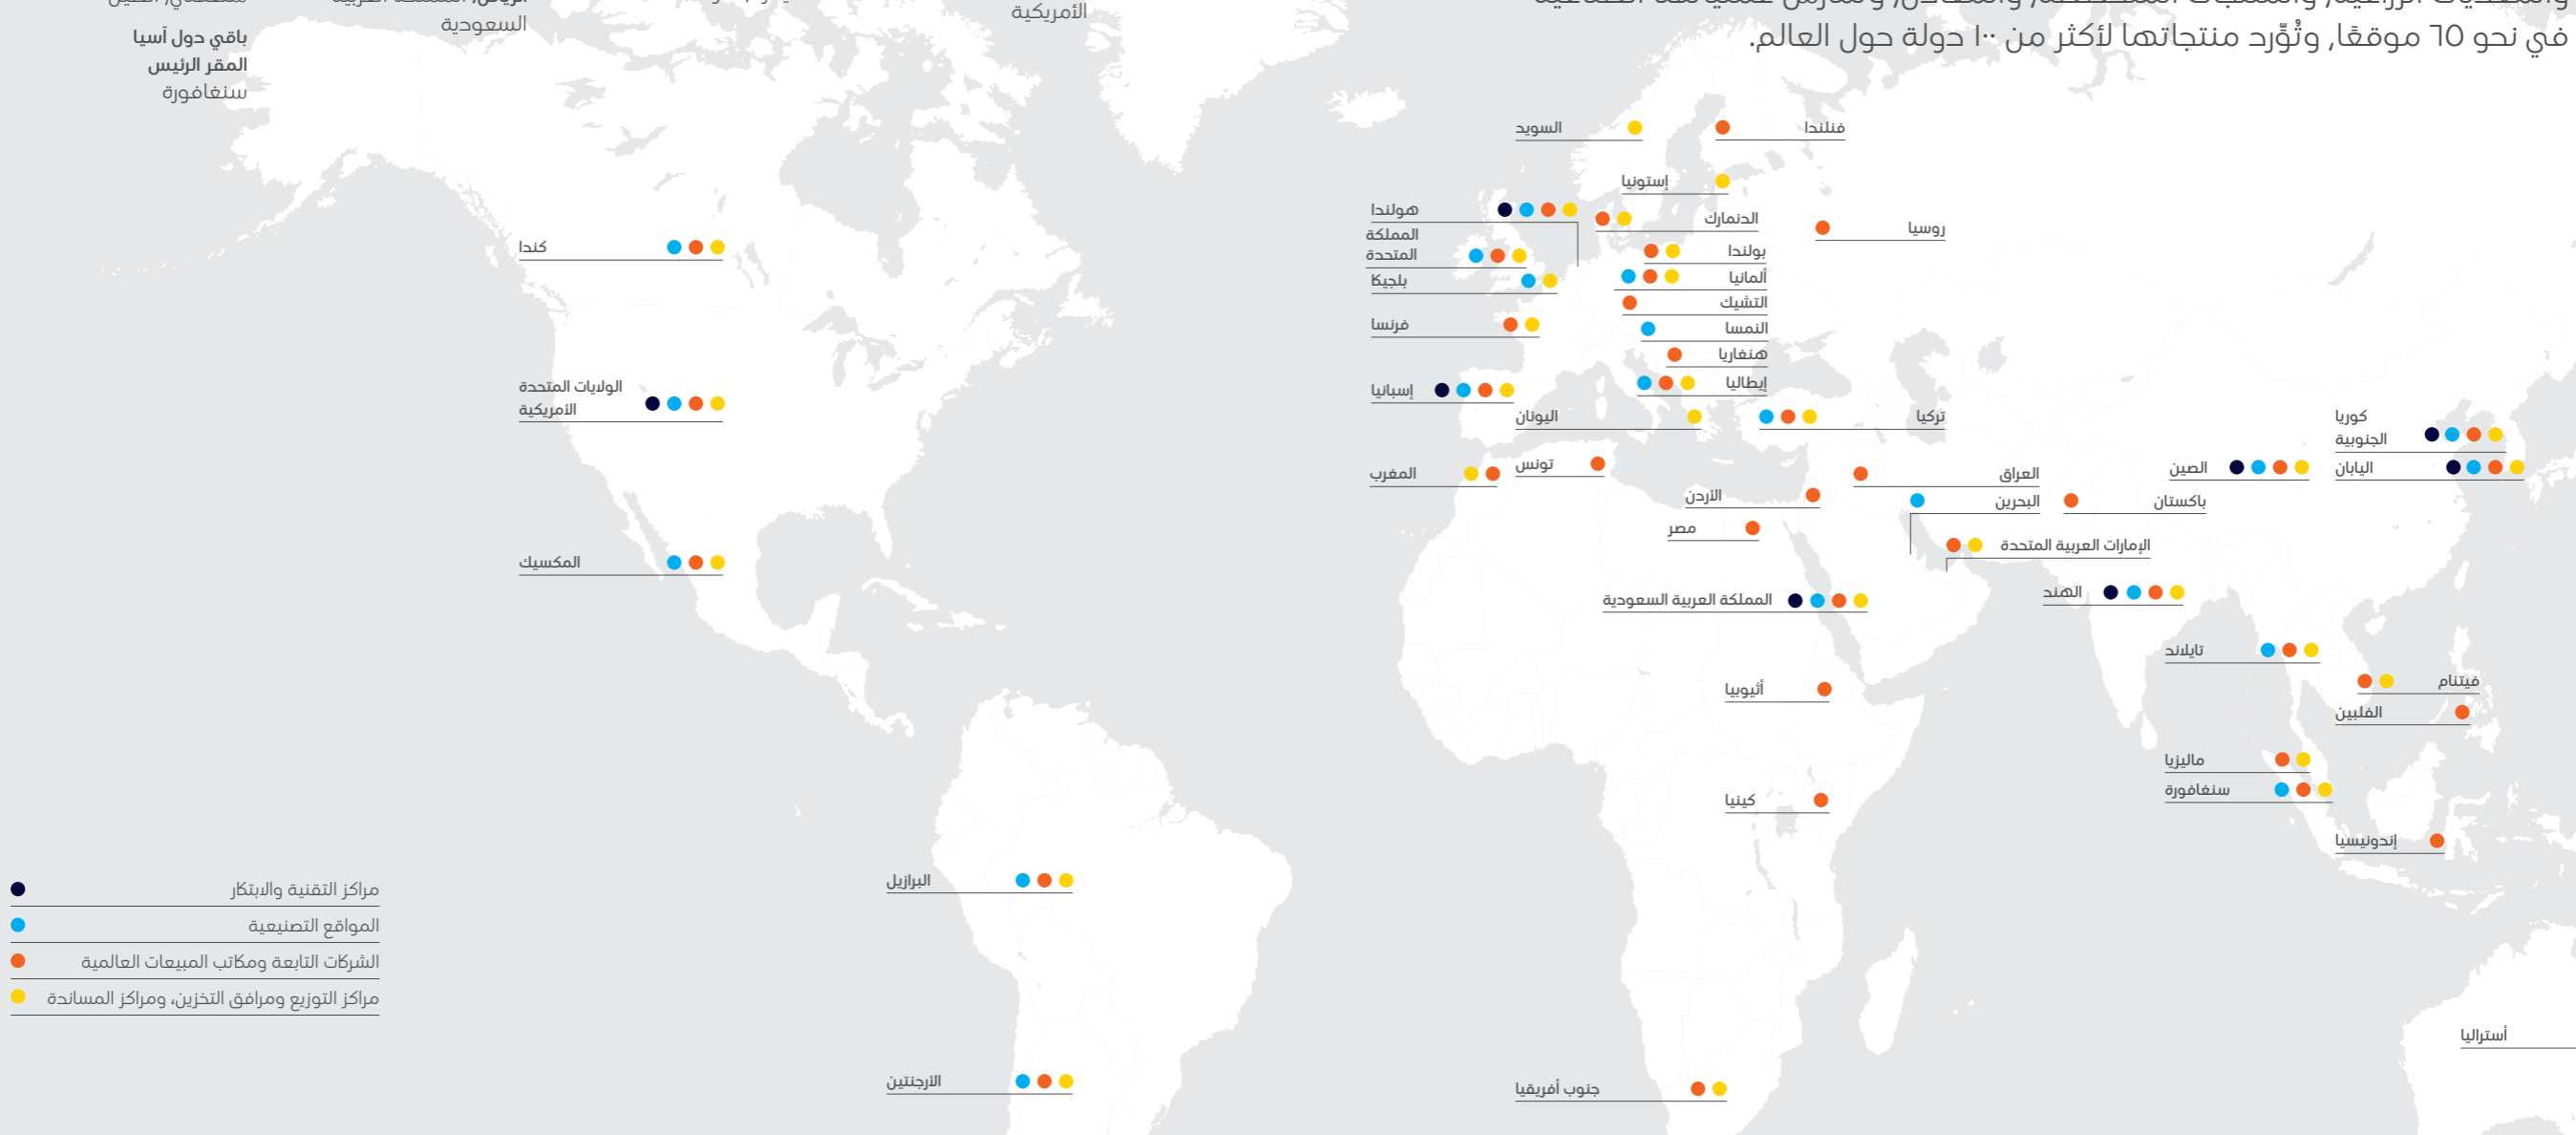 في نحو ٦٥ موقعًا, وتُوِّرد منتجاتها لأكثر من ١٠٠ دولة حول العالم.
الأمريكية
السعودية
باقي دول آسيا
المقر الرئيس
سنغافورة
فنلندا
السويد
إستونيا
روسيا
الدنمارك
هولندا
بولندا
المملكة
المتحدة
ألمانيا
بلجيكا
التشيك
فرنسا
النمسا
هنغاريا
إيطاليا
إسبانيا
تركيا
اليونان
كوريا
الجنوبية
اليابان
الصين
العراق
تونس
المغرب
باكستان
البحرين
الأردن
مصر
الإمارات العربية المتحدة
الهند
المملكة العربية السعودية
تايلاند
فيتنام
الفلبين
أثيوبيا
ماليزيا
سنغافورة
كينيا
إندونيسيا
أستراليا
جنوب أفريقيا
كندا
الولايات المتحدة
الأمريكية
المكسيك
البرازيل
الأرجنتين
مراكز التقنية والابتكار
المواقع التصنيعية
الشركات التابعة ومكاتب المبيعات العالمية
مراكز التوزيع ومرافق التخزين، ومراكز المساندة